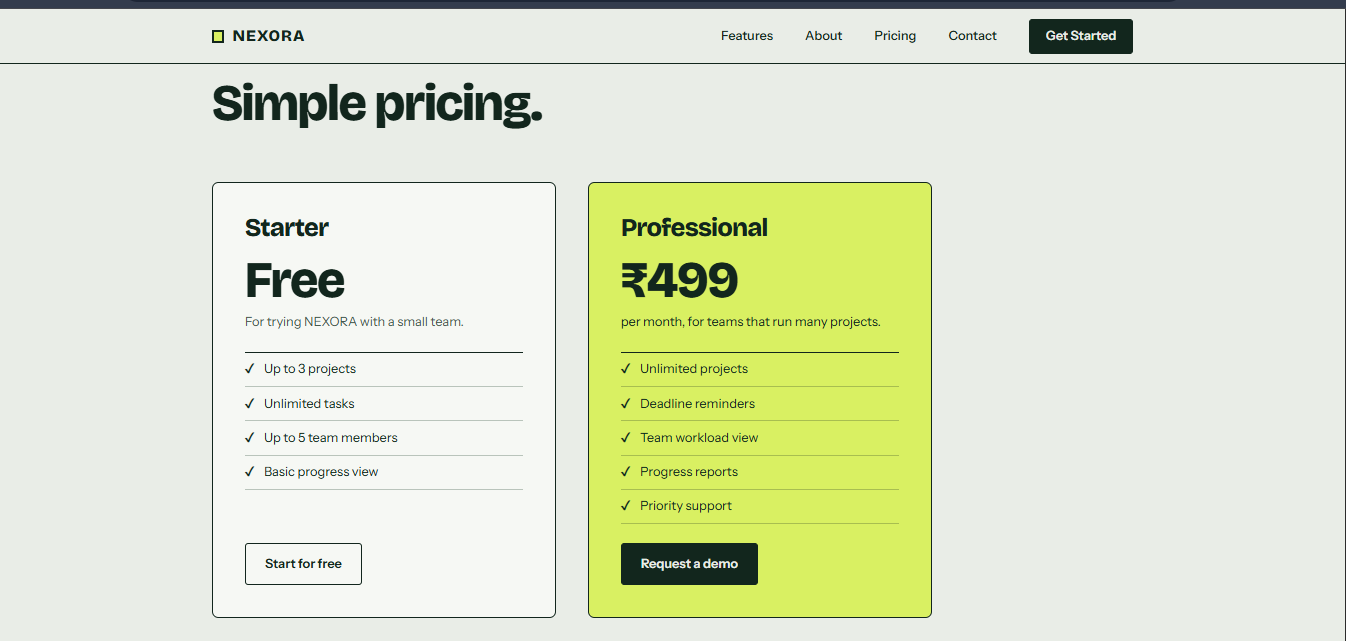 NEXORA
Features
About
Pricing
Contact
Get Started
Simple pricing.
Starter
Free
For trying NEXORA with a small team.
✓ Up to 3 projects
✓ Unlimited tasks
✓ Up to 5 team members
✓ Basic progress view
Start for free
Professional
₹499
per month, for teams that run many projects.
✓ Unlimited projects
✓ Deadline reminders
✓ Team workload view
✓ Progress reports
✓ Priority support
Request a demo